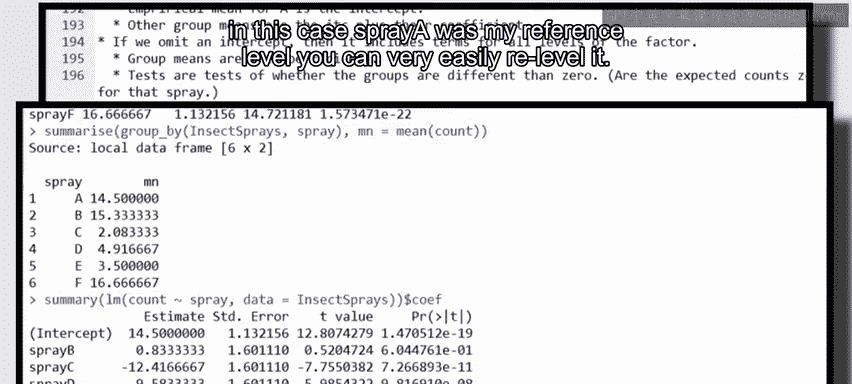 in this case sprayA was my reference
level you can very easily re-level it.
193 * Other group
194 * If we omit an intercept, then it includes terms for all levels of the factor.
195 * Group means are
196 * Tests are tests of whether the groups are different than zero. (Are the expected counts
for that spray.)
sprayF 16.666667 1.132156 14.721181 1.573471e-22
> summarise(group_by(InsectSprays, spray), mn = mean(count))
Source: local data frame [6 x 2]
spray mn
1 A 14.500000
2 B 15.333333
3 C 2.083333
4 D 4.916667
5 E 3.500000
6 F 16.666667
> summary(lm(count ~ spray, data = InsectSprays))$coef
Estimate Std. Error t value Pr(>|t|)
(Intercept) 14.5000000 1.132156 12.8074279 1.470512e-19
sprayB 0.8333333 1.601110 0.5204724 6.044761e-01
sprayC -12.4166667 1.601110 -7.7550382 7.266893e-11